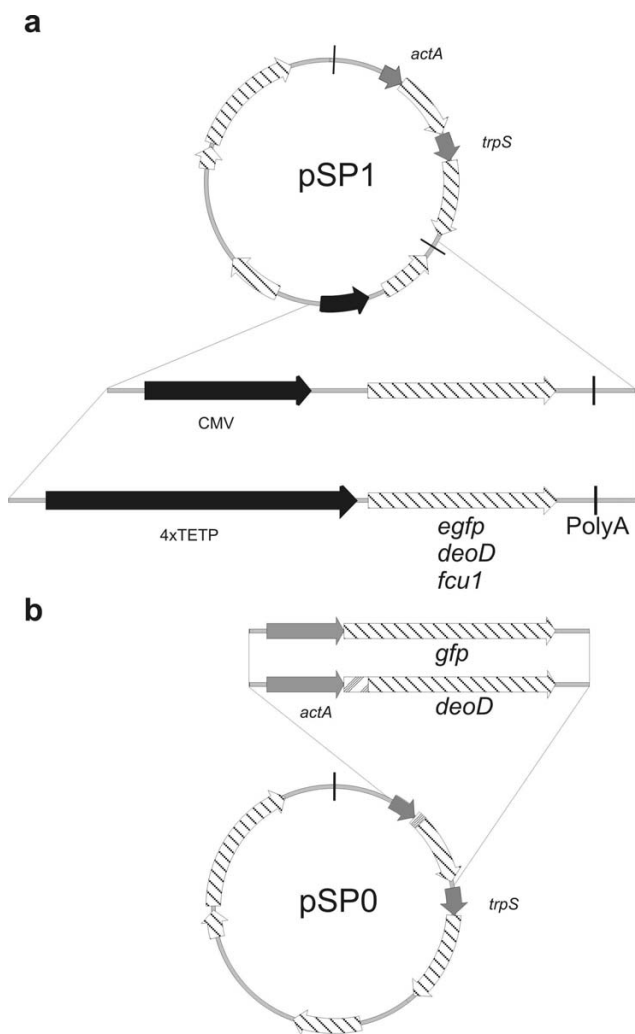 a
actA
trpS
pSP1
CMV
4xTETP
egfp
deoD
fcu1
PolyA
b
gfp
actA
deoD
pSP0
trpS